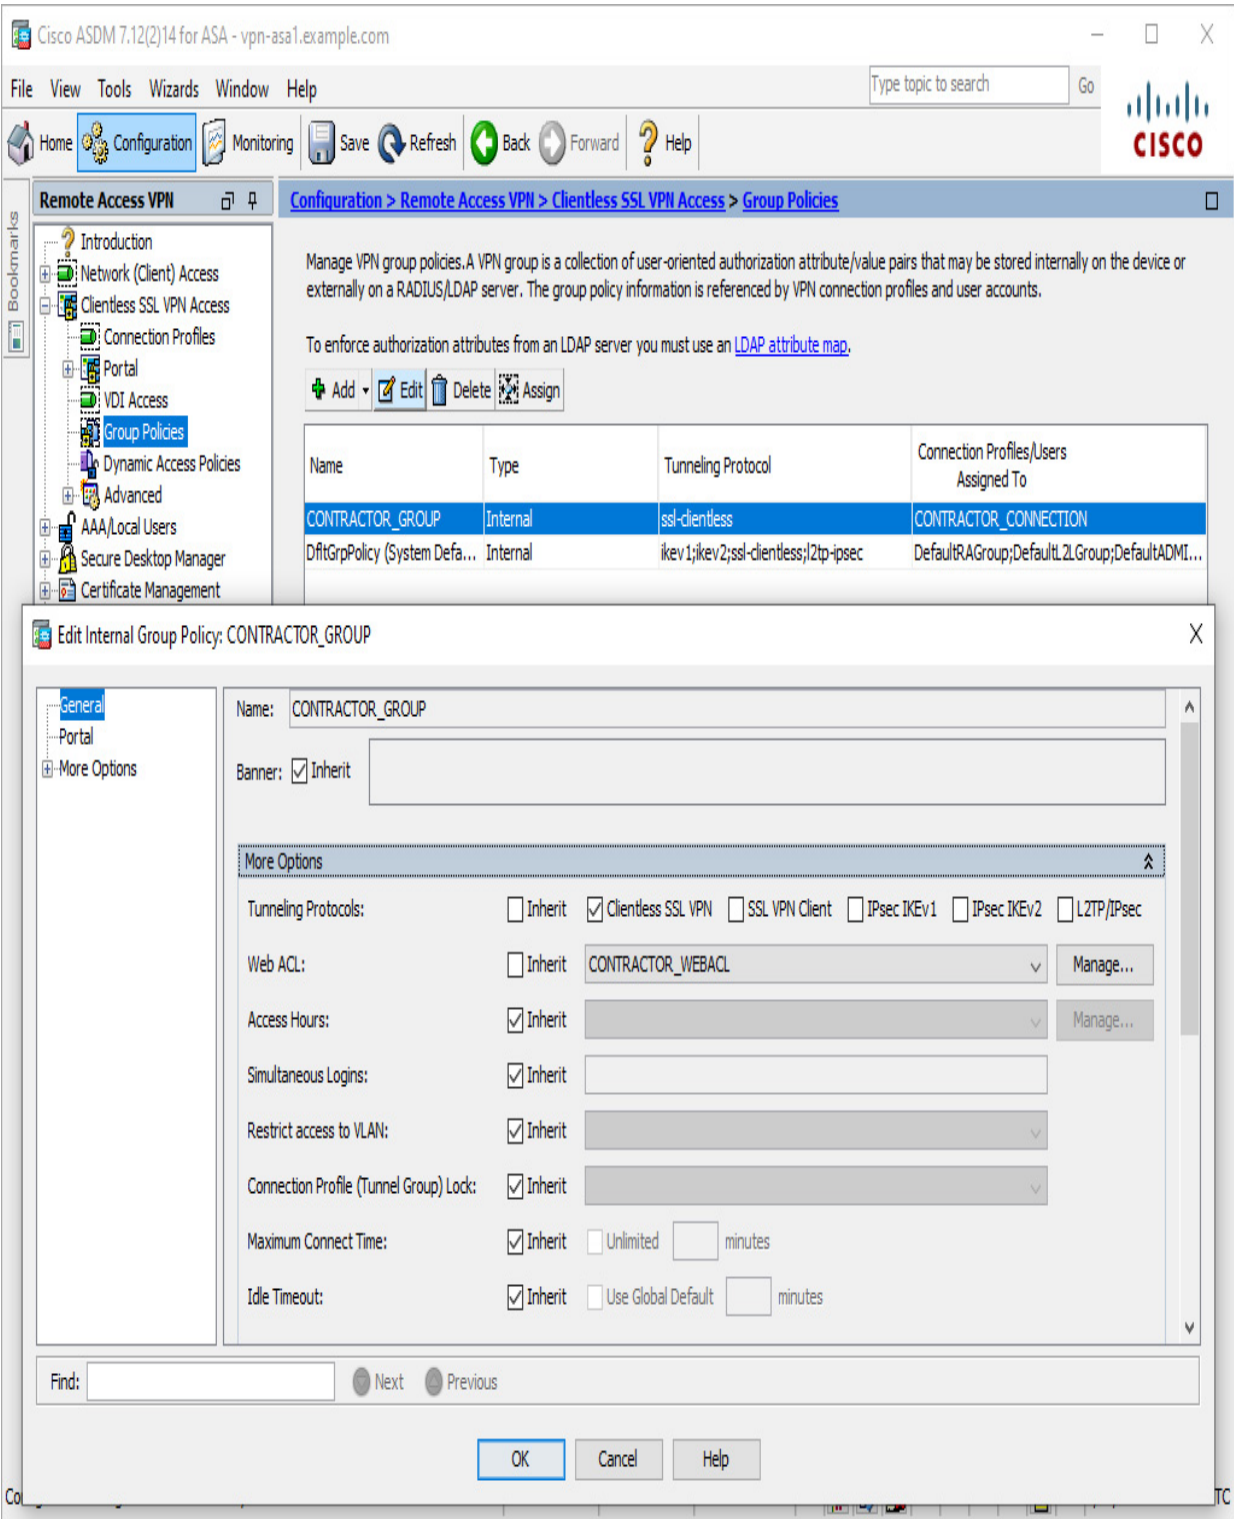 Cisco ASDM 7.12(2)14 for ASA - vpn-asa1.example.com
File View Tools Wizards Window Help
Type topic to search Go
Home Configuration Monitoring Save Refresh Back Forward Help
CISCO
Bookmarks
Remote Access VPN
Introduction
Network (Client) Access
Clientless SSL VPN Access
Connection Profiles
Portal
VDI Access
Group Policies
Dynamic Access Policies
Advanced
AAA/Local Users
Secure Desktop Manager
Certificate Management
Configuration > Remote Access VPN > Clientless SSL VPN Access > Group Policies
Manage VPN group policies.A VPN group is a collection of user-oriented authorization attribute/value pairs that may be stored internally on the device or
externally on a RADIUS/LDAP server. The group policy information is referenced by VPN connection profiles and user accounts.
To enforce authorization attributes from an LDAP server you must use an LDAP attribute map.
Add Edit Delete Assign
Name Type Tunneling Protocol Connection Profiles/Users
Assigned To
CONTRACTOR_GROUP Internal ssl-clientless CONTRACTOR_CONNECTION
DfltGrpPolicy (System Defa... Internal ikev1;ikev2;ssl-clientless;l2tp-ipsec DefaultRAGroup;DefaultL2LGroup;DefaultADMI...
Edit Internal Group Policy: CONTRACTOR_GROUP
General
Portal
More Options
Name: CONTRACTOR_GROUP
Banner: Inherit
More Options
Tunneling Protocols: Inherit Clientless SSL VPN SSL VPN Client IPsec IKEv1 IPsec IKEv2 L2TP/IPsec
Web ACL: Inherit CONTRACTOR_WEBACL Manage...
Access Hours: Inherit Manage...
Simultaneous Logins: Inherit
Restrict access to VLAN: Inherit
Connection Profile (Tunnel Group) Lock: Inherit
Maximum Connect Time: Inherit Unlimited minutes
Idle Timeout: Inherit Use Global Default minutes
Find: Next Previous
OK Cancel Help
Co
TC